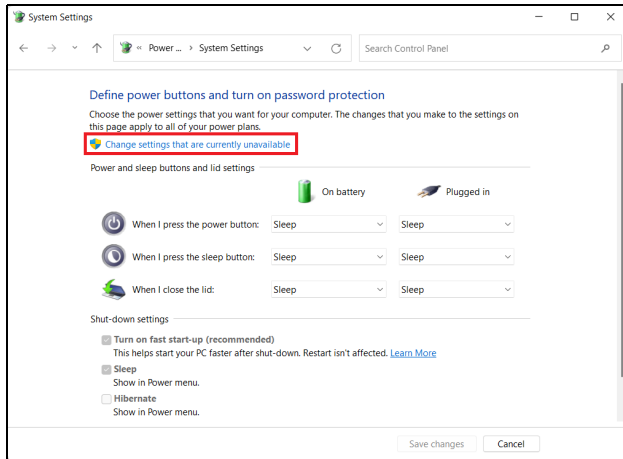 System Settings
« Power ... › System Settings
Search Control Panel
Define power buttons and turn on password protection
Choose the power settings that you want for your computer. The changes that you make to the settings on
this page apply to all of your power plans.
Change settings that are currently unavailable
Power and sleep buttons and lid settings
On battery Plugged in
When I press the power button: Sleep Sleep
When I press the sleep button: Sleep Sleep
When I close the lid: Sleep Sleep
Shut-down settings
Turn on fast start-up (recommended)
This helps start your PC faster after shut-down. Restart isn't affected. Learn More
Sleep
Show in Power menu.
Hibernate
Show in Power menu.
Save changes Cancel